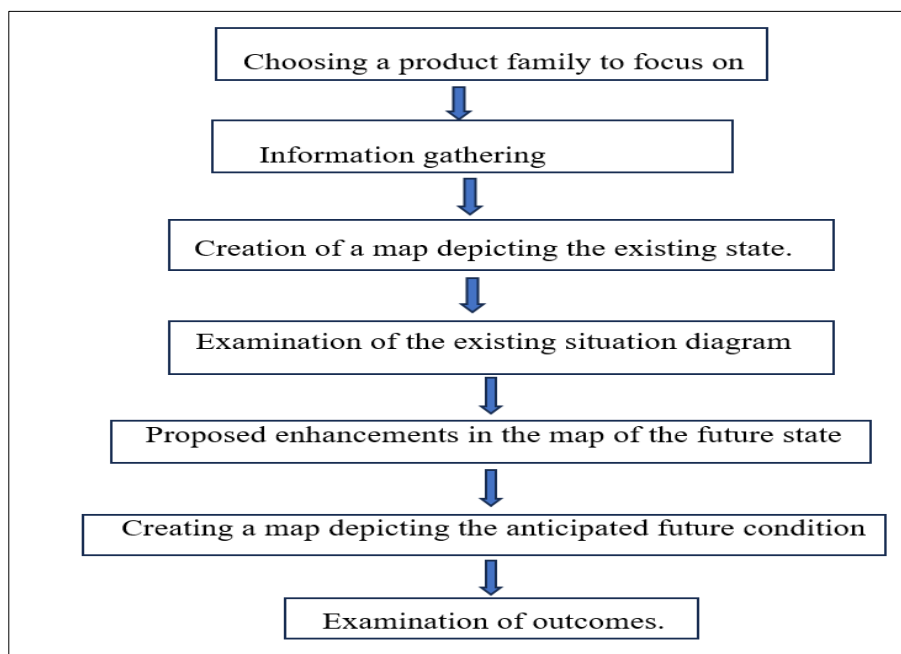 Choosing a product family to focus on
Information gathering
Creation of a map depicting the existing state.
Examination of the existing situation diagram
Proposed enhancements in the map of the future state
Creating a map depicting the anticipated future condition
Examination of outcomes.